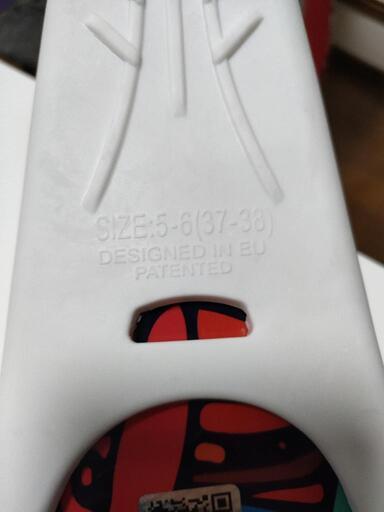 SIZE:5-6(37-38)
DESIGNED IN EU
PATENTED